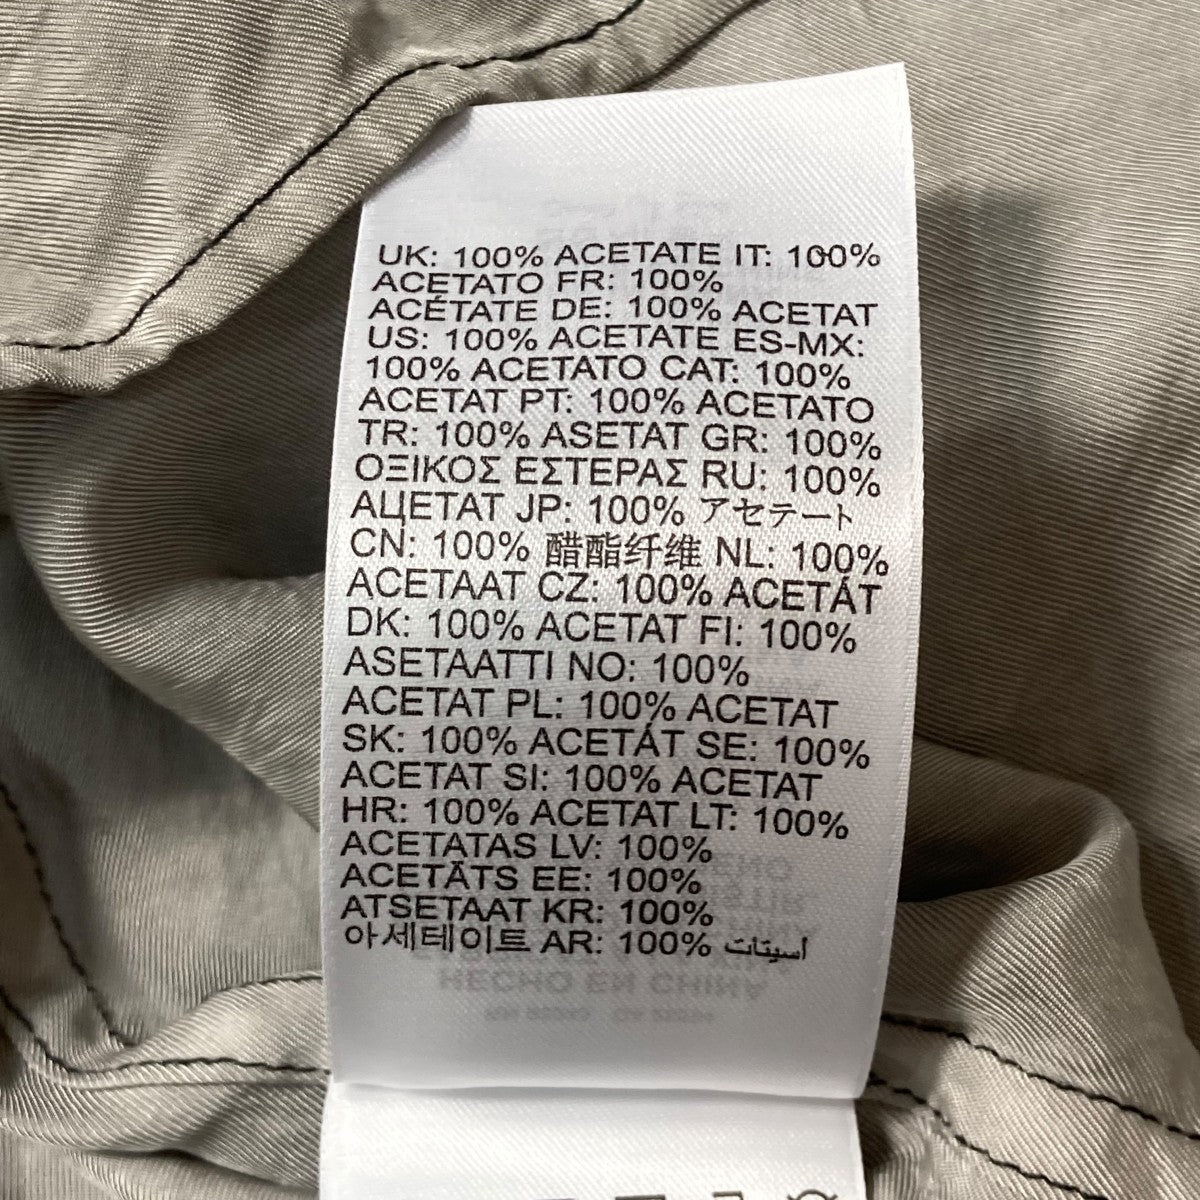 UK: 100% ACETATE IT: 100%
ACETATO FR: 100%
ACÉTATE DE: 100% ACETAT
US: 100% ACETATE ES-MX:
100% ACETATO CAT: 100%
ACETAT PT: 100% ACETATO
TR: 100% ASETAT GR: 100%
ΟΞΙΚΟΣ ΕΣΤΕΡΑΣ RU: 100%
АЦЕТАТ JP: 100% アセテート
CN: 100% 醋酯纤维 NL: 100%
ACETAAT CZ: 100% ACETÁT
DK: 100% ACETAT FI: 100%
ASETAATTI NO: 100%
ACETAT PL: 100% ACETAT
SK: 100% ACETÁT SE: 100%
ACETAT SI: 100% ACETAT
HR: 100% ACETAT LT: 100%
ACETATAS LV: 100%
ACETĀTS EE: 100%
ATSETAAT KR: 100%
아세테이트 AR: 100% أسيتات
HECHO EN CHINA